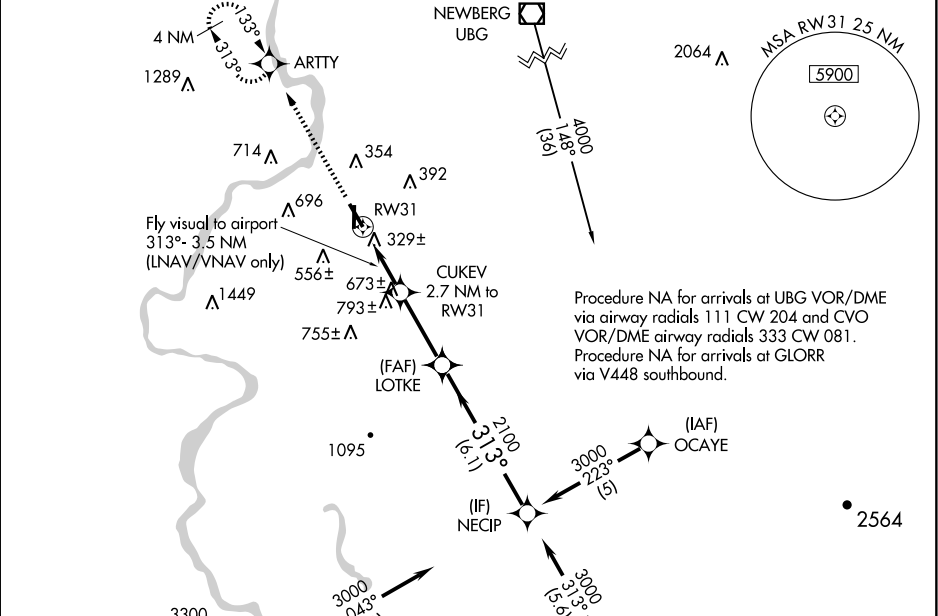 NEWBERG
UBG
133°
4 NM
313°
ARTTY
1289
2064
MSA RW31 25 NM
5900
4000
148°
(36)
714
354
392
696
RW31
Fly visual to airport
313°- 3.5 NM
(LNAV/VNAV only)
329±
556±
673±
793±
CUKEV
2.7 NM to
RW31
1449
755±
Procedure NA for arrivals at UBG VOR/DME
via airway radials 111 CW 204 and CVO
VOR/DME airway radials 333 CW 081.
Procedure NA for arrivals at GLORR
via V448 southbound.
(FAF)
LOTKE
2100
313°
(6.1)
1095
(IAF)
OCAYE
3000
223°
(5)
(IF)
NECIP
2564
3000
043°
3000
313°
(5.6)
3300